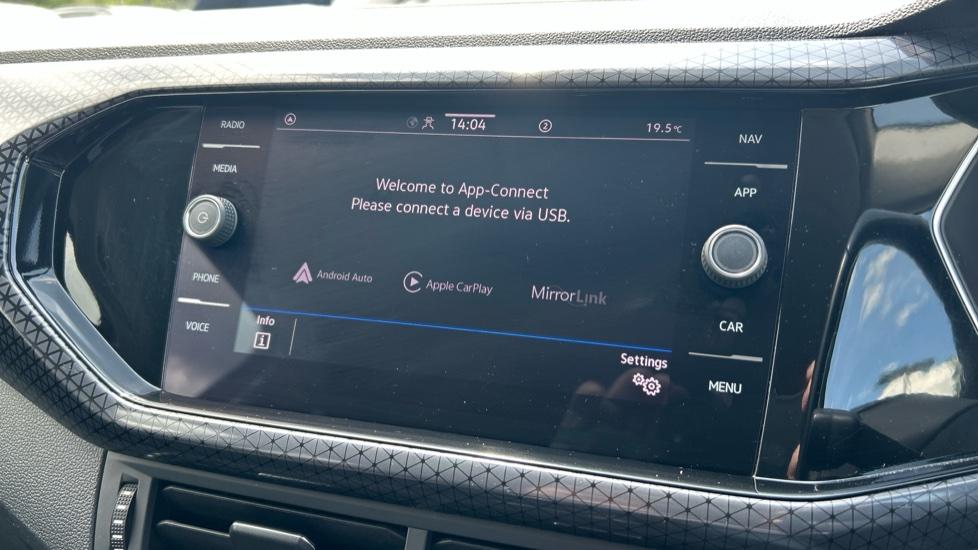 RADIO
MEDIA
PHONE
VOICE
14:04
2
19.5°C
Welcome to App-Connect
Please connect a device via USB.
Android Auto
Apple CarPlay
MirrorLink
Info
i
Settings
NAV
APP
CAR
MENU